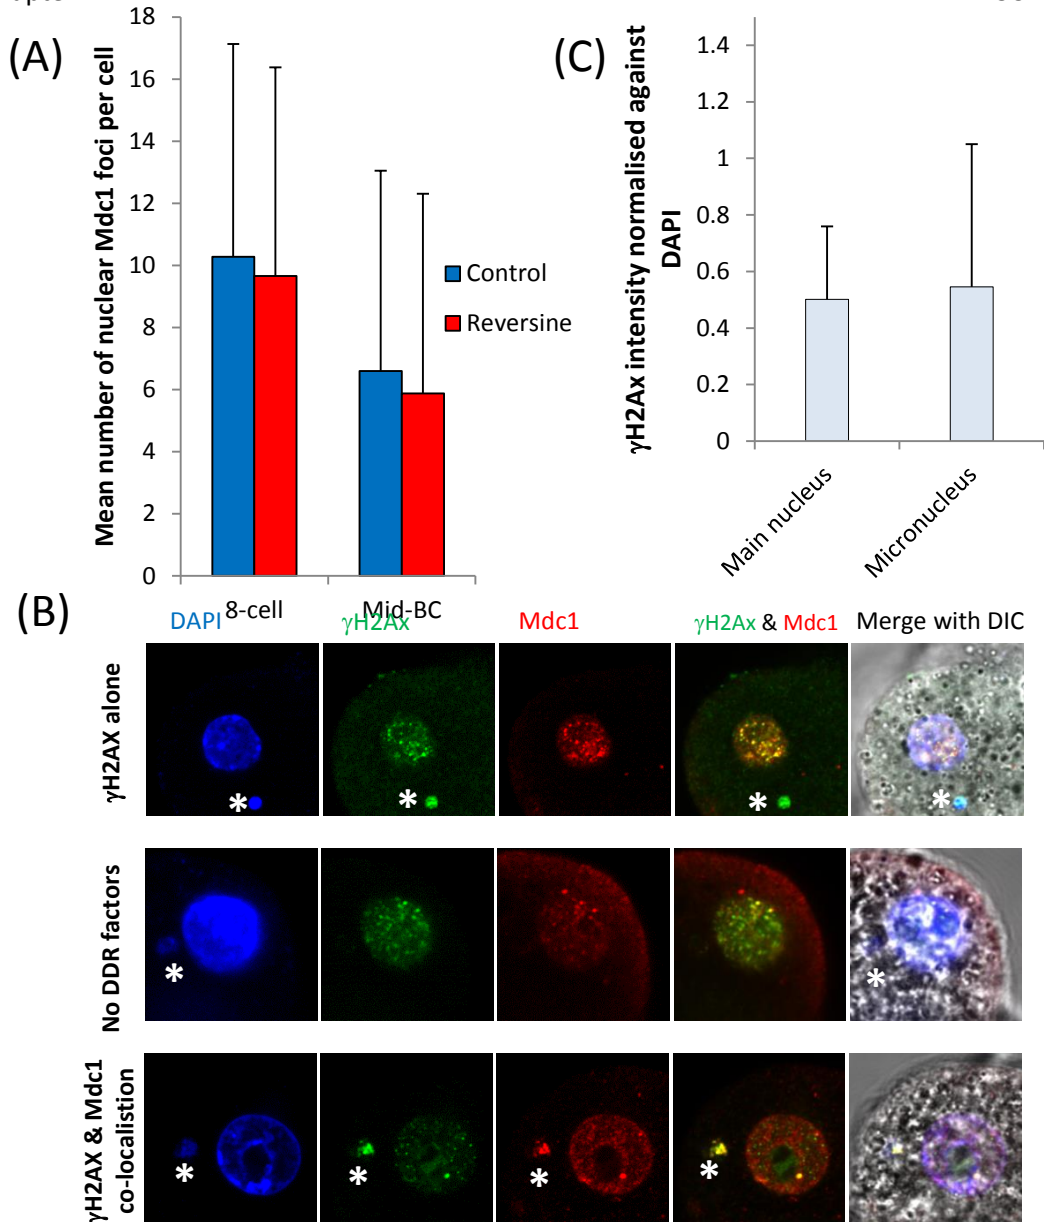 (A)
Mean number of nuclear Mdc1 foci per cell
18
16
14
12
10
8
6
4
2
0
8-cell
Mid-BC
Control
Reversine
(C)
γH2Ax intensity normalised against
DAPI
1.4
1.2
1
0.8
0.6
0.4
0.2
0
Main nucleus
Micronucleus
(B)
DAPI
γH2Ax
Mdc1
γH2Ax & Mdc1
Merge with DIC
γH2AX alone
*
*
*
*
No DDR factors
*
*
γH2AX & Mdc1
co-localistion
*
*
*
*